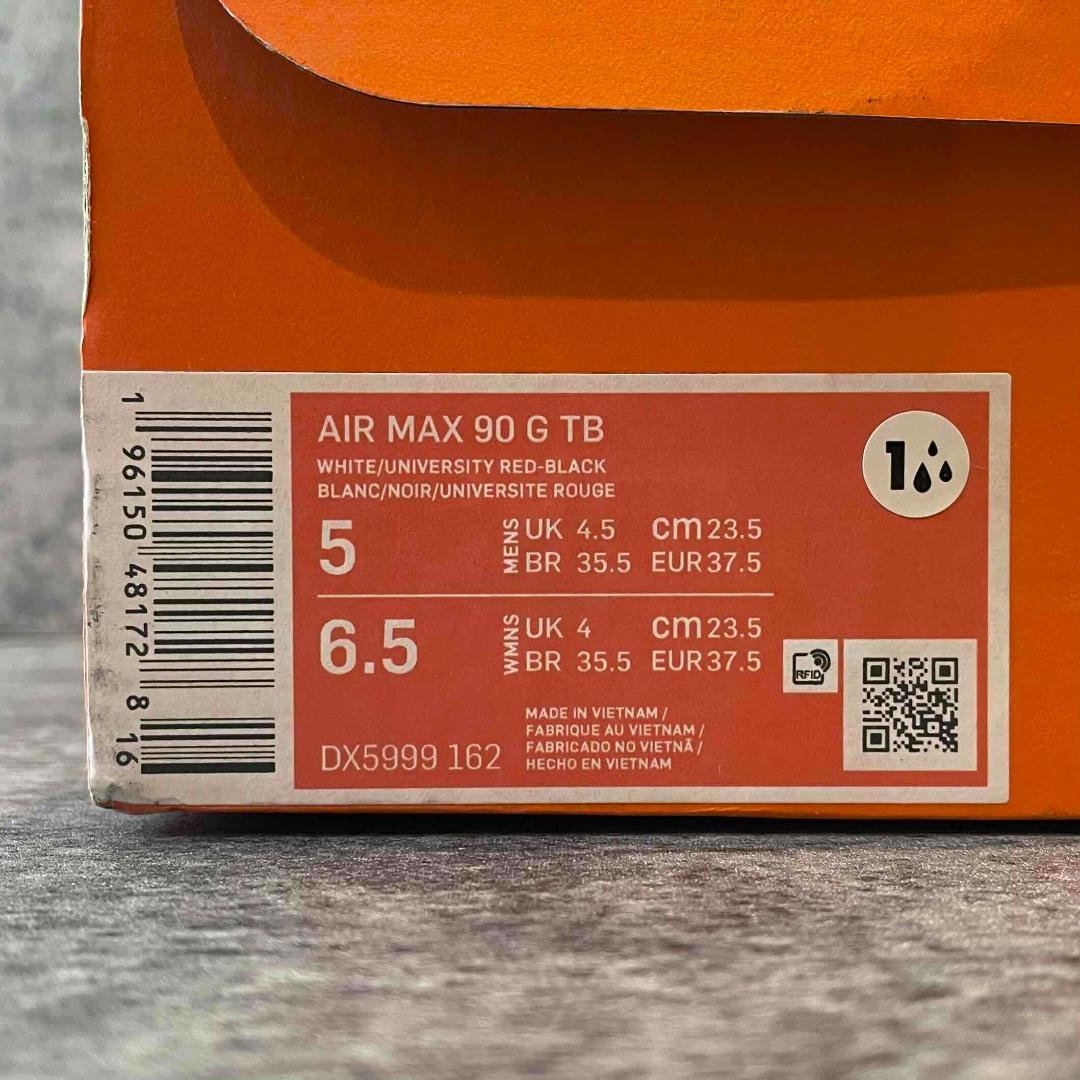 1 96150 48172 8 16
AIR MAX 90 G TB
WHITE/UNIVERSITY RED-BLACK
BLANC/NOIR/UNIVERSITE ROUGE
5
MENS
UK 4.5 cm 23.5
BR 35.5 EUR 37.5
6.5
WMNS
UK 4 cm 23.5
BR 35.5 EUR 37.5
DX5999 162
MADE IN VIETNAM /
FABRIQUE AU VIETNAM /
FABRICADO NO VIETNÃ /
HECHO EN VIETNAM
1
RFID